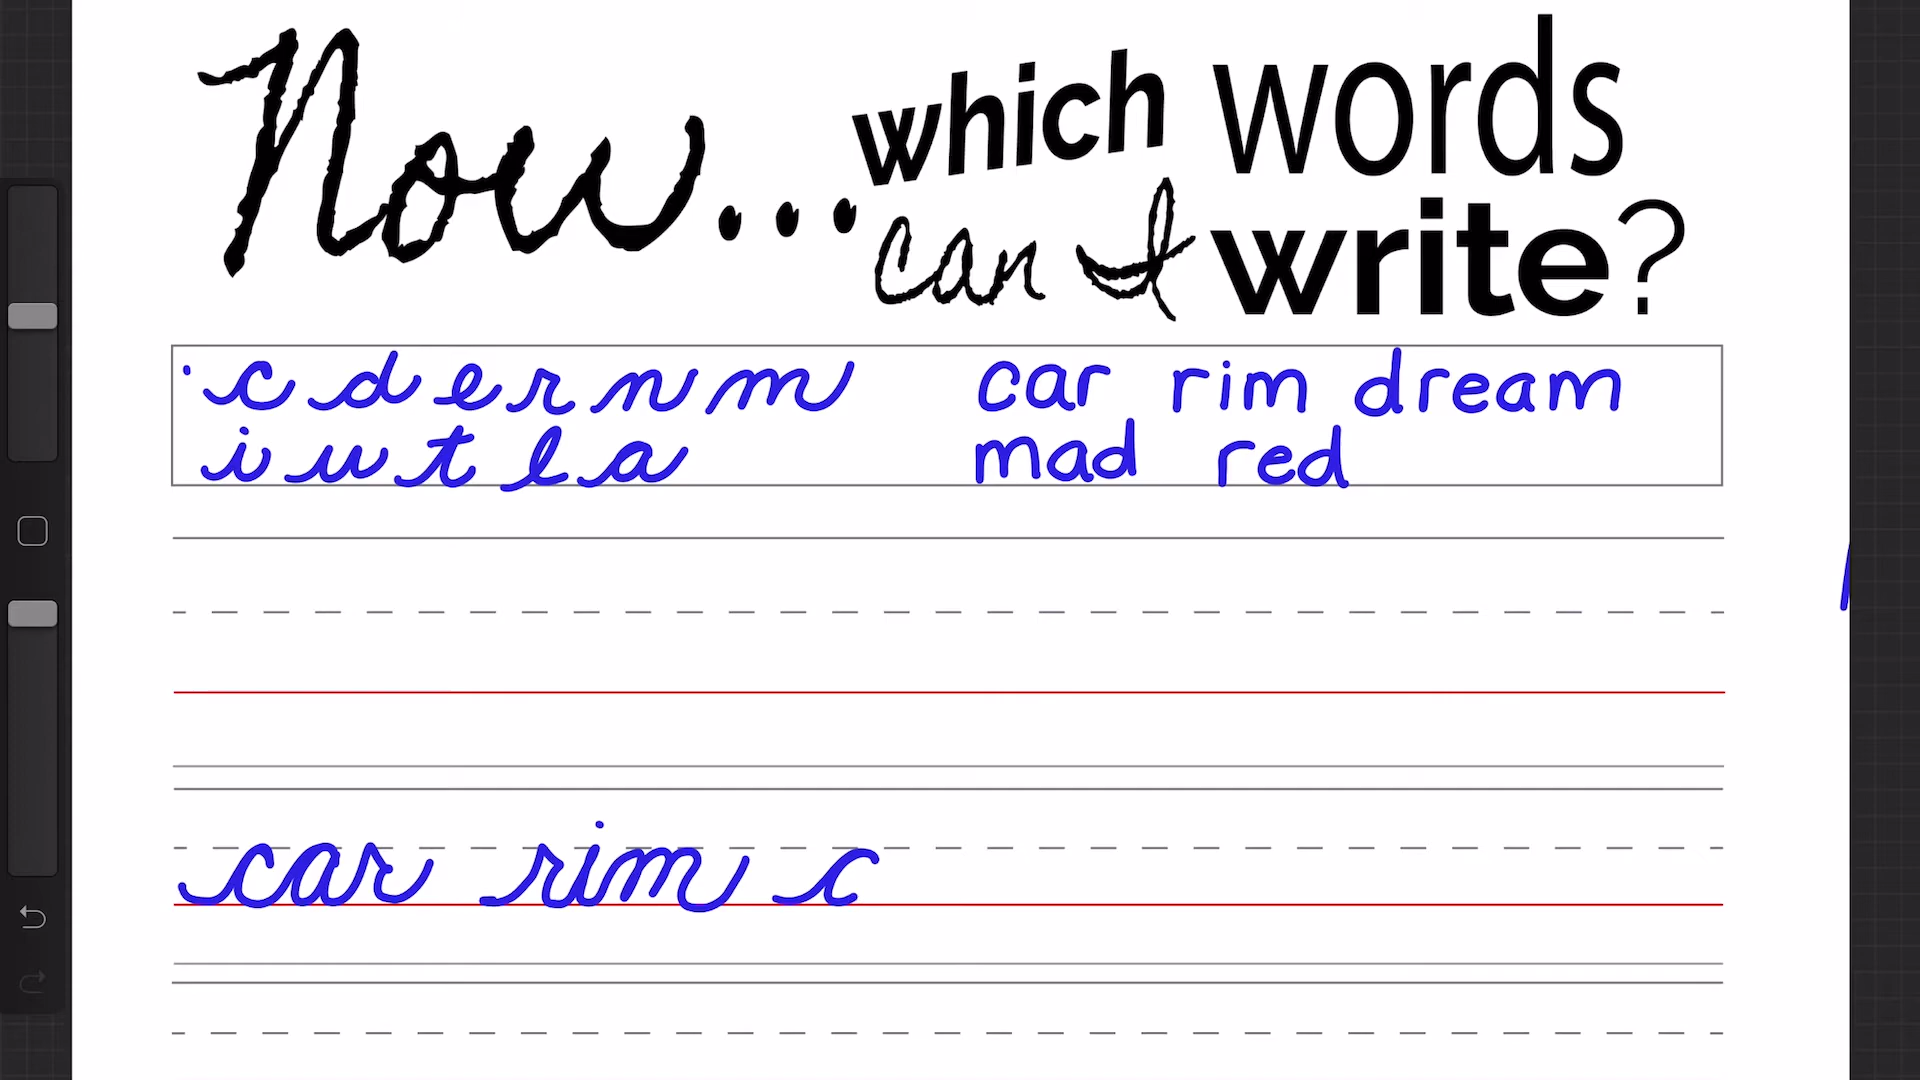 Now... which words
can I write?
c d e r n m car rim dream
i u t l a mad red
car rim c